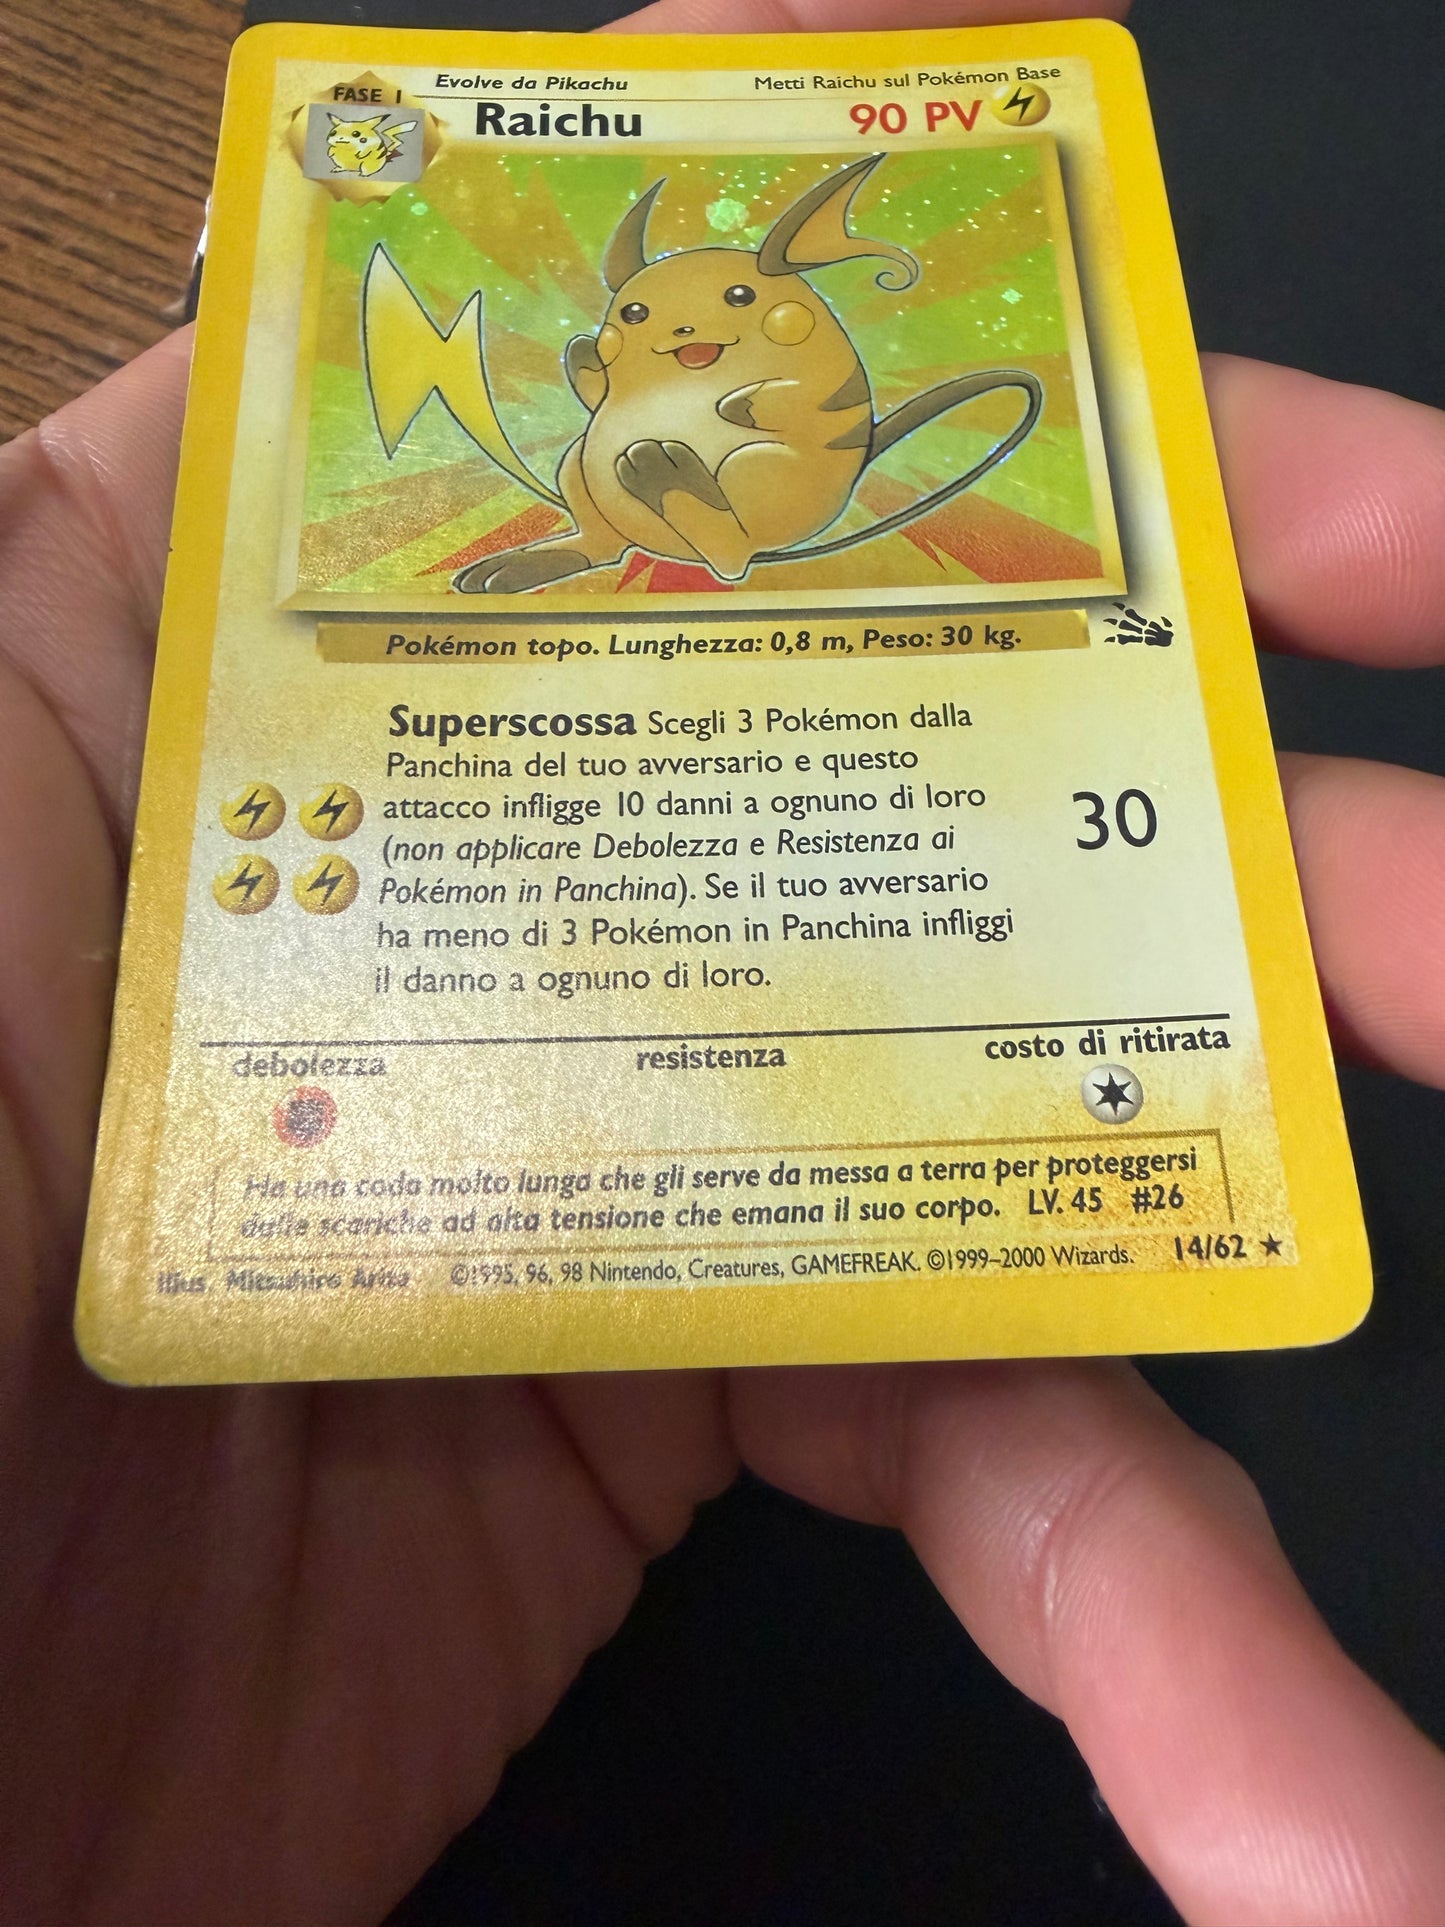 Evolve da Pikachu
Metti Raichu sul Pokémon Base
FASE 1
Raichu
90 PV
Pokémon topo. Lunghezza: 0,8 m, Peso: 30 kg.
Superscossa Scegli 3 Pokémon dalla
Panchina del tuo avversario e questo
attacco infligge 10 danni a ognuno di loro
(non applicare Debolezza e Resistenza ai
Pokémon in Panchina). Se il tuo avversario
ha meno di 3 Pokémon in Panchina infliggi
il danno a ognuno di loro.
30
debolezza
resistenza
costo di ritirata
Ha una coda molto lunga che gli serve da messa a terra per proteggersi
dalle scariche ad alta tensione che emana il suo corpo. LV. 45 #26
Illus. Mitsuhiro Arita ©1995, 96, 98 Nintendo, Creatures, GAMEFREAK. ©1999–2000 Wizards. 14/62 ★